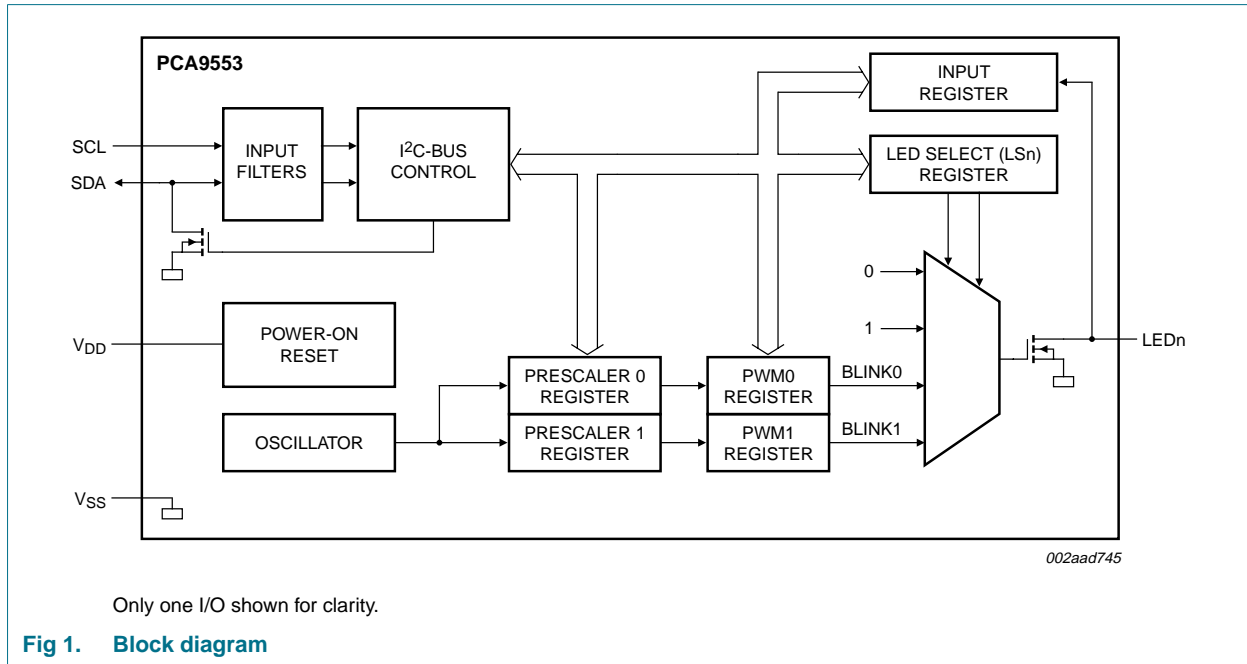 PCA9553
SCL
SDA
INPUT
FILTERS
I²C-BUS
CONTROL
INPUT
REGISTER
LED SELECT (LSn)
REGISTER
0
1
VDD
POWER-ON
RESET
OSCILLATOR
PRESCALER 0
REGISTER
PRESCALER 1
REGISTER
PWM0
REGISTER
PWM1
REGISTER
BLINK0
BLINK1
LEDn
VSS
002aad745
Only one I/O shown for clarity.
Fig 1. Block diagram